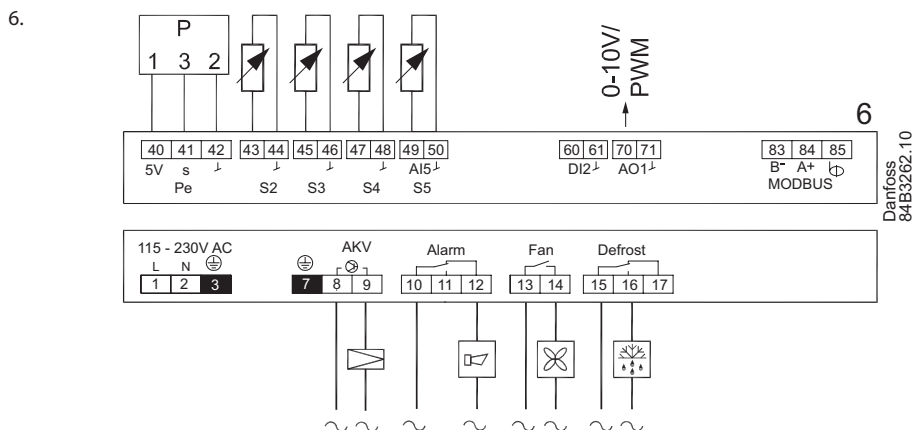 6.
P
1 3 2
0-10V/
PWM
6
40 41 42 43 44 45 46 47 48 49 50 60 61 70 71 83 84 85
5V s AI5 DI2 AO1 B- A+
Pe S2 S3 S4 S5 MODBUS
Danfoss
84B3262.10
115 - 230V AC AKV Alarm Fan Defrost
L N
1 2 3 7 8 9 10 11 12 13 14 15 16 17